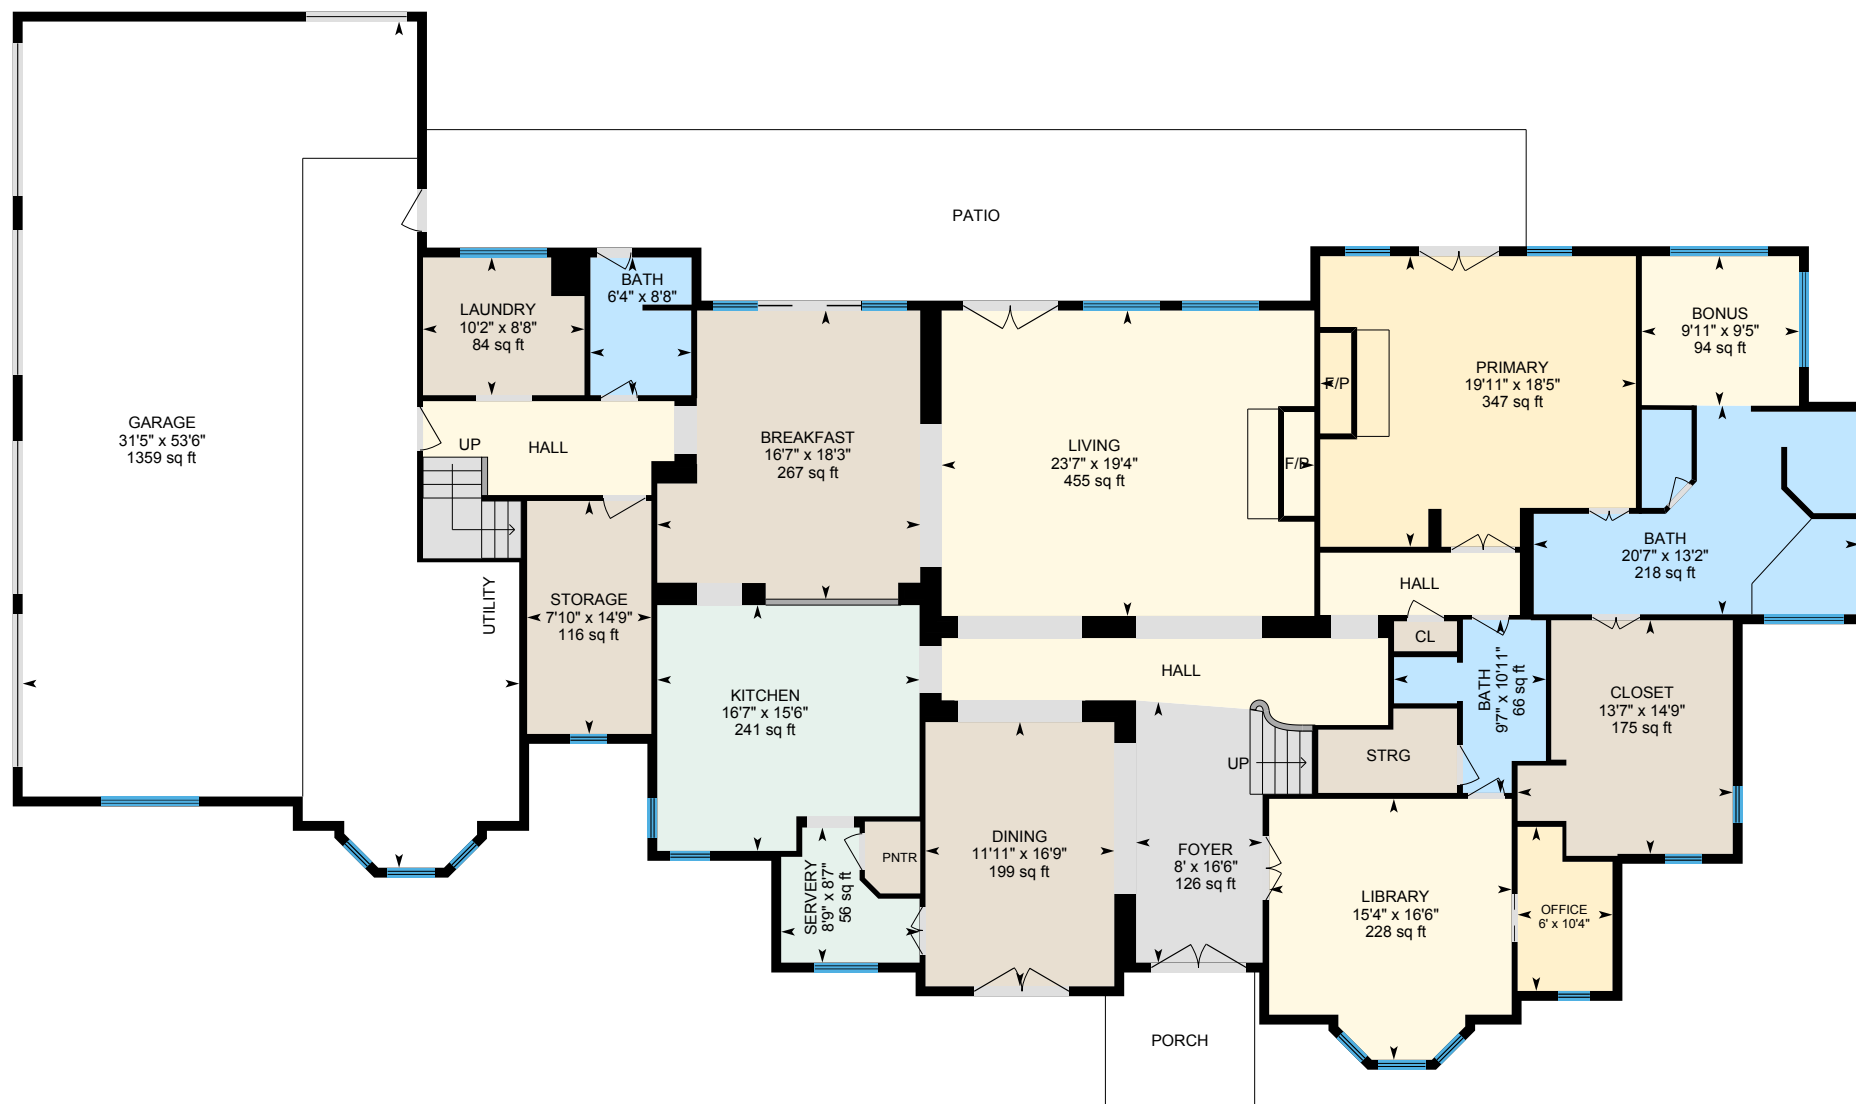 PATIO
BATH
6'4" x 8'8"
LAUNDRY
10'2" x 8'8"
84 sq ft
BONUS
9'11" x 9'5"
94 sq ft
PRIMARY
19'11" x 18'5"
347 sq ft
F/P
GARAGE
31'5" x 53'6"
1359 sq ft
UP
HALL
BREAKFAST
16'7" x 18'3"
267 sq ft
LIVING
23'7" x 19'4"
455 sq ft
F/P
BATH
20'7" x 13'2"
218 sq ft
HALL
UTILITY
STORAGE
7'10" x 14'9"
116 sq ft
CL
HALL
BATH
9'7" x 10'11"
66 sq ft
CLOSET
13'7" x 14'9"
175 sq ft
KITCHEN
16'7" x 15'6"
241 sq ft
UP
STRG
DINING
11'11" x 16'9"
199 sq ft
FOYER
8' x 16'6"
126 sq ft
PNTR
SERVERY
8'9" x 8'7"
56 sq ft
LIBRARY
15'4" x 16'6"
228 sq ft
OFFICE
6' x 10'4"
PORCH